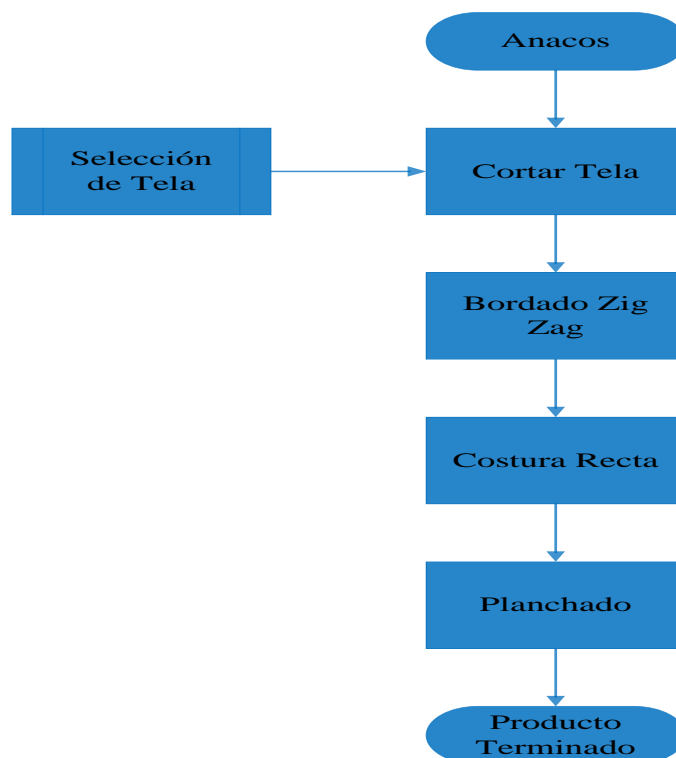 Anacos
Selección
de Tela
Cortar Tela
Bordado Zig
Zag
Costura Recta
Planchado
Producto
Terminado